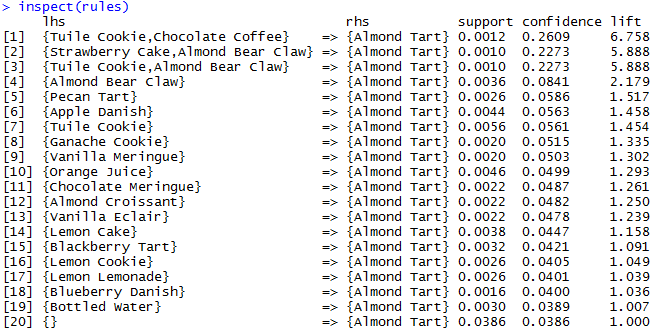 > inspect(rules)
lhs rhs support confidence lift
[1] {Tuile Cookie,Chocolate Coffee} => {Almond Tart} 0.0012 0.2609 6.758
[2] {Strawberry Cake,Almond Bear Claw} => {Almond Tart} 0.0010 0.2273 5.888
[3] {Tuile Cookie,Almond Bear Claw} => {Almond Tart} 0.0010 0.2273 5.888
[4] {Almond Bear Claw} => {Almond Tart} 0.0036 0.0841 2.179
[5] {Pecan Tart} => {Almond Tart} 0.0026 0.0586 1.517
[6] {Apple Danish} => {Almond Tart} 0.0044 0.0563 1.458
[7] {Tuile Cookie} => {Almond Tart} 0.0056 0.0561 1.454
[8] {Ganache Cookie} => {Almond Tart} 0.0020 0.0515 1.335
[9] {Vanilla Meringue} => {Almond Tart} 0.0020 0.0503 1.302
[10] {Orange Juice} => {Almond Tart} 0.0046 0.0499 1.293
[11] {Chocolate Meringue} => {Almond Tart} 0.0022 0.0487 1.261
[12] {Almond Croissant} => {Almond Tart} 0.0022 0.0482 1.250
[13] {Vanilla Eclair} => {Almond Tart} 0.0022 0.0478 1.239
[14] {Lemon Cake} => {Almond Tart} 0.0038 0.0447 1.158
[15] {Blackberry Tart} => {Almond Tart} 0.0032 0.0421 1.091
[16] {Lemon Cookie} => {Almond Tart} 0.0026 0.0405 1.049
[17] {Lemon Lemonade} => {Almond Tart} 0.0026 0.0401 1.039
[18] {Blueberry Danish} => {Almond Tart} 0.0016 0.0400 1.036
[19] {Bottled Water} => {Almond Tart} 0.0030 0.0389 1.007
[20] {} => {Almond Tart} 0.0386 0.0386 1.000